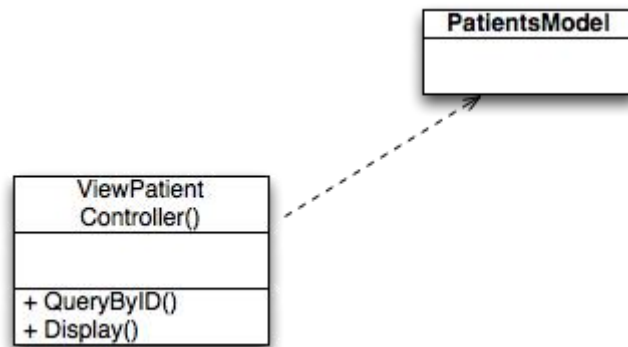 PatientsModel
ViewPatient
Controller()
+ QueryByID()
+ Display()